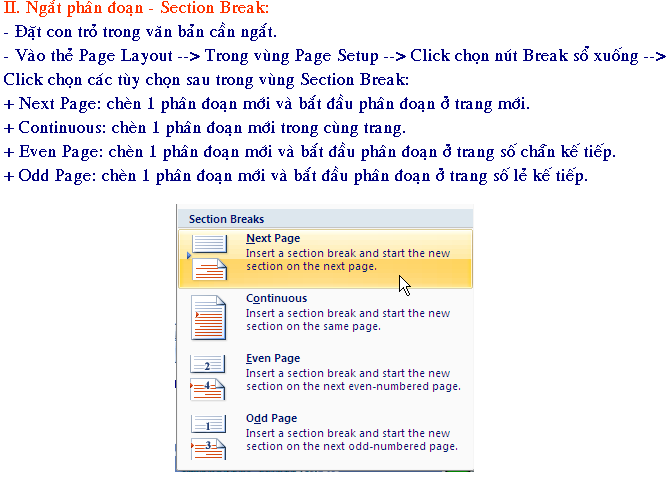 II. Ngắt phân đoạn - Section Break:
- Đặt con trỏ trong văn bản cần ngắt.
- Vào thẻ Page Layout --> Trong vùng Page Setup --> Click chọn nút Break sổ xuống -->
Click chọn các tùy chọn sau trong vùng Section Break:
+ Next Page: chèn 1 phân đoạn mới và bắt đầu phân đoạn ở trang mới.
+ Continuous: chèn 1 phân đoạn mới trong cùng trang.
+ Even Page: chèn 1 phân đoạn mới và bắt đầu phân đoạn ở trang số chẩn kế tiếp.
+ Odd Page: chèn 1 phân đoạn mới và bắt đầu phân đoạn ở trang số lẻ kế tiếp.
Section Breaks
Next Page
Insert a section break and start the new
section on the next page.
Continuous
Insert a section break and start the new
section on the same page.
Even Page
Insert a section break and start the new
section on the next even-numbered page.
2
4
Odd Page
Insert a section break and start the new
section on the next odd-numbered page.
1
3